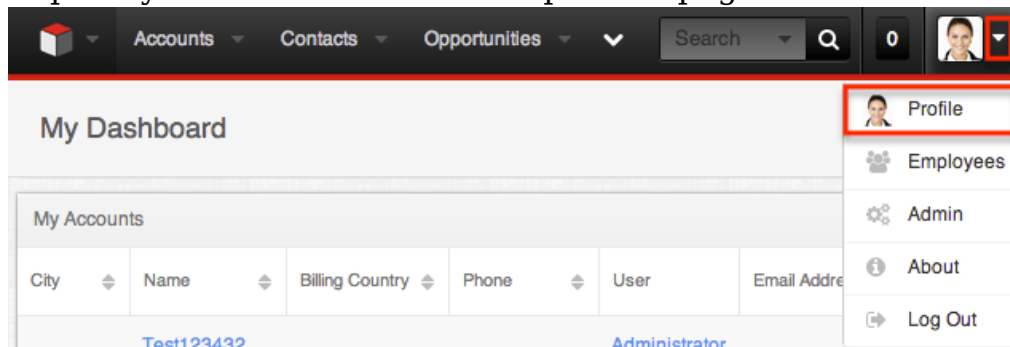 Accounts Contacts Opportunities Search 0
My Dashboard
Profile
Employees
Admin
About
Log Out
My Accounts
City Name Billing Country Phone User Email Addre
Test123432 Administrator